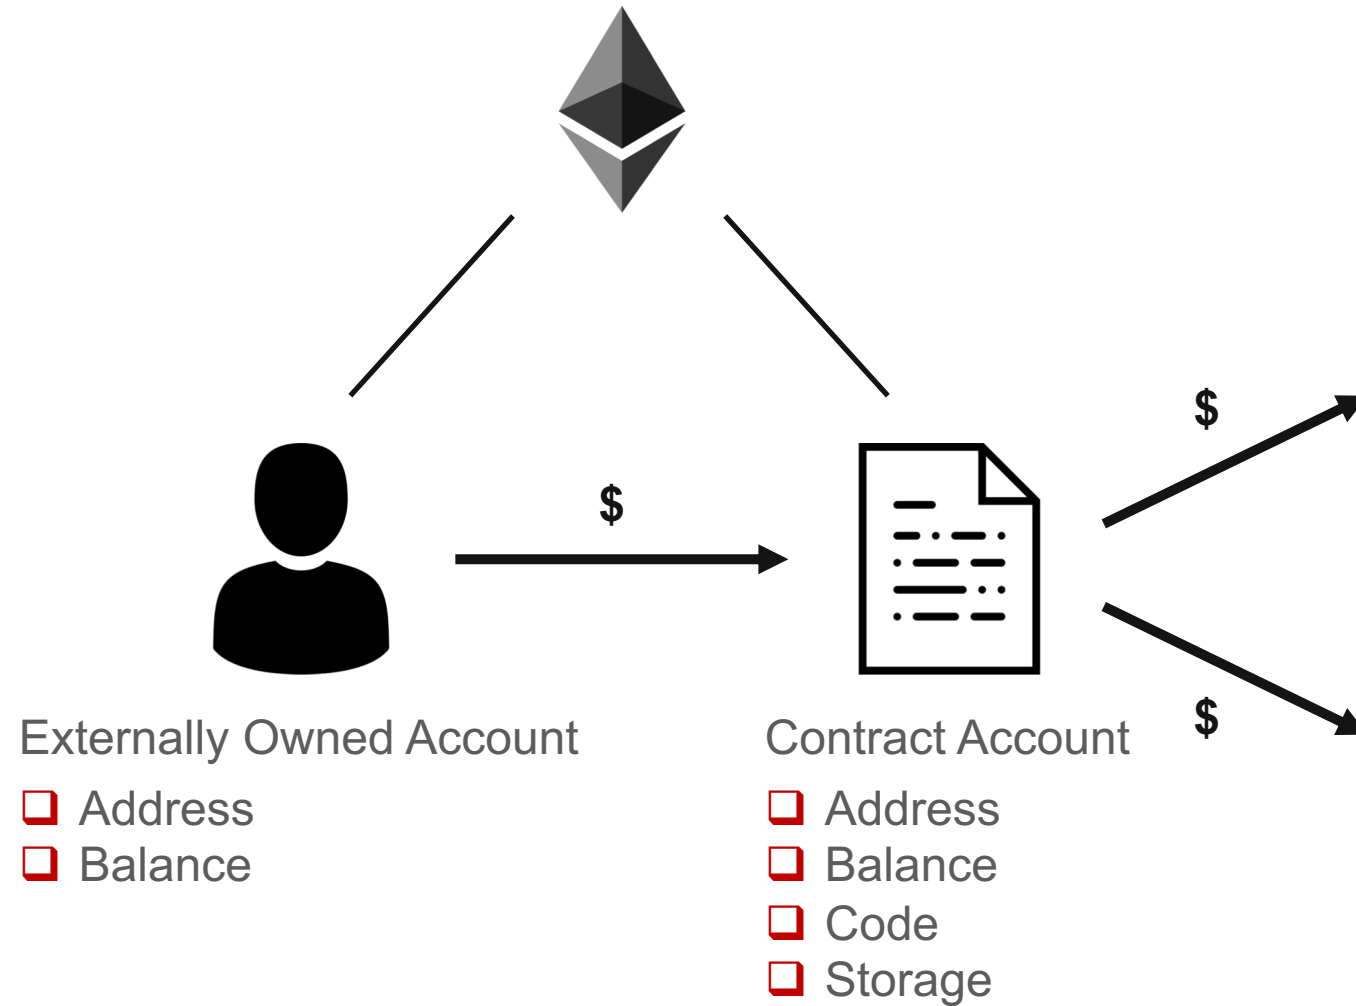 $
$
$
Externally Owned Account
Address
Balance
Contract Account
Address
Balance
Code
Storage